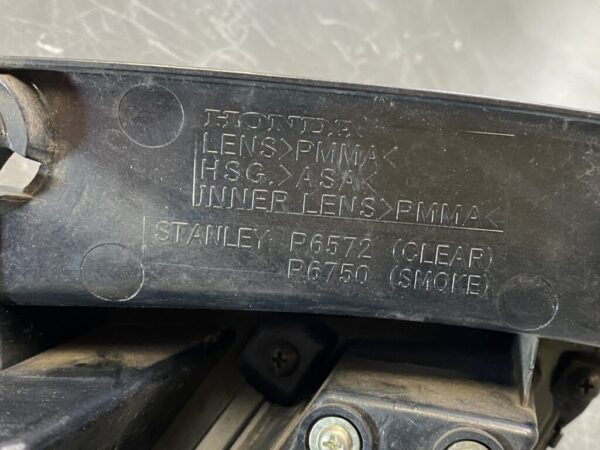 HONDA
LENS>PMMA<
HSG.>ASA<
INNER LENS>PMMA<
STANLEY P6572 (CLEAR)
P6750 (SMOKE)